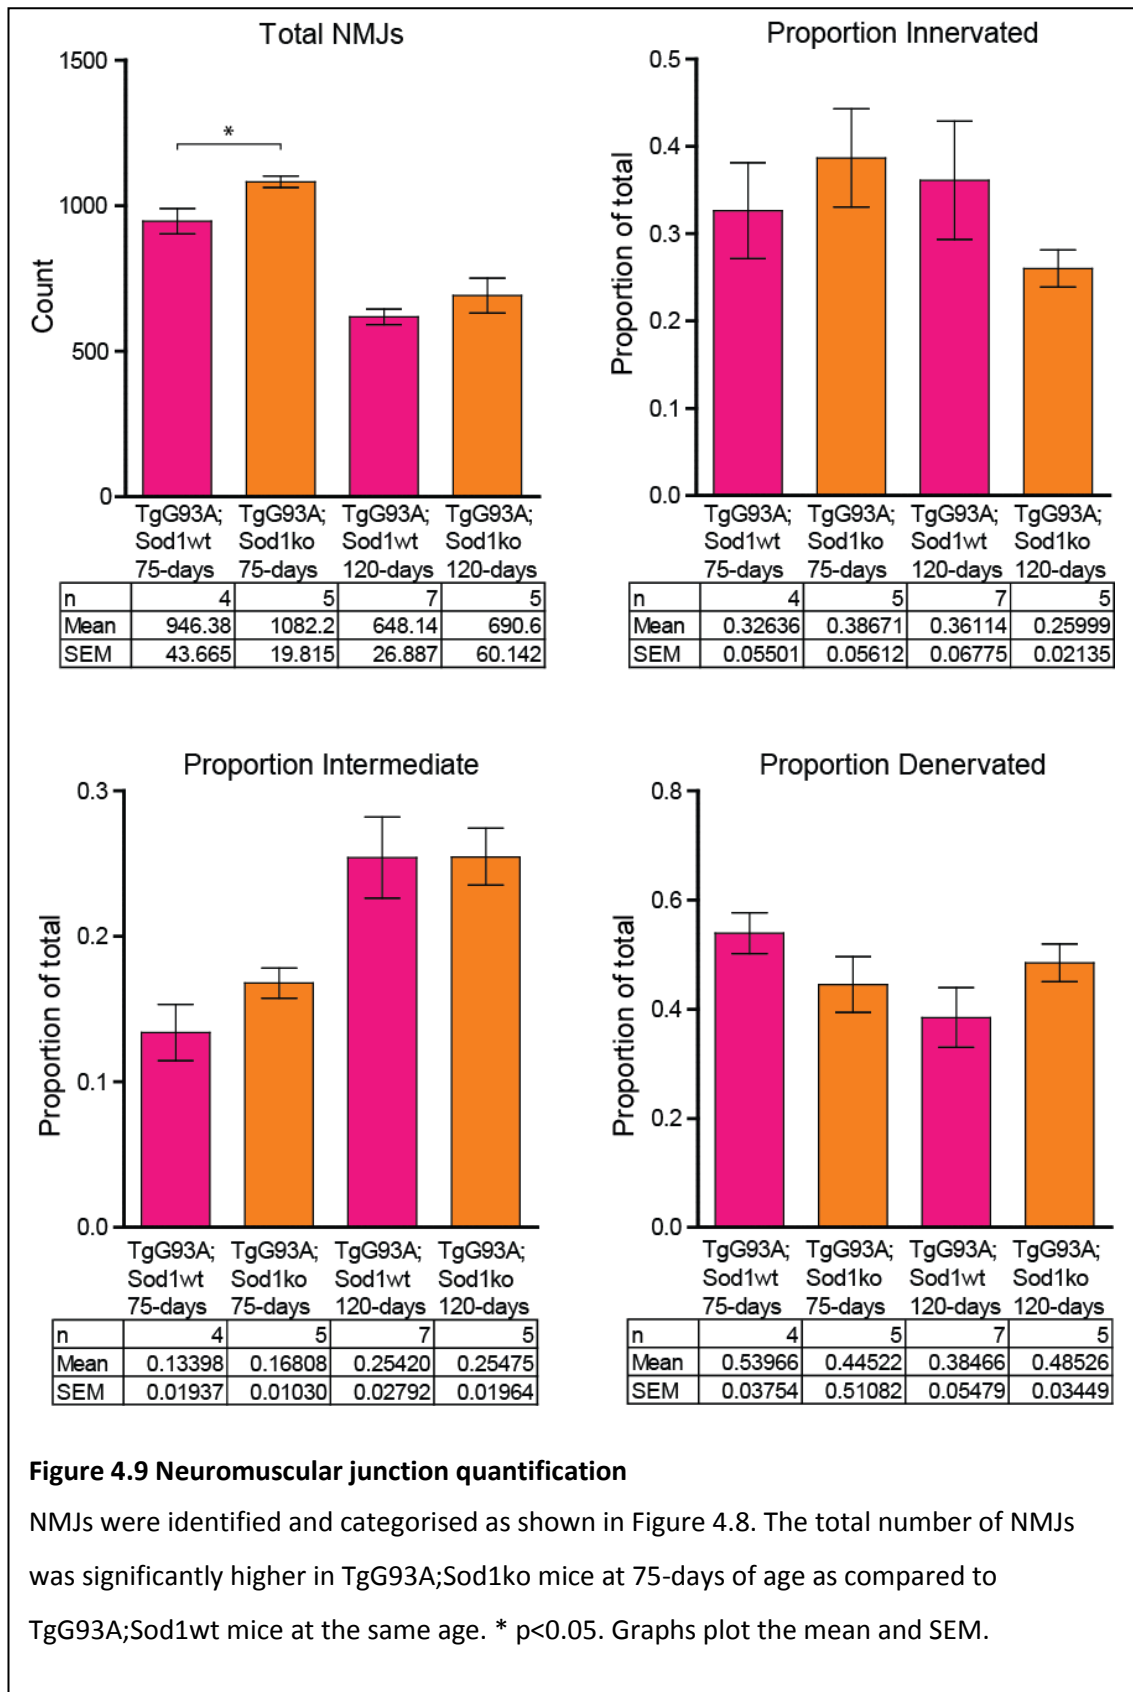 Total NMJs
1500
1000
500
0
Count
*
TgG93A; TgG93A; TgG93A; TgG93A;
Sod1wt Sod1ko Sod1wt Sod1ko
75-days 75-days 120-days 120-days
n 4 5 7 5
Mean 946.38 1082.2 648.14 690.6
SEM 43.665 19.815 26.887 60.142
Proportion Innervated
0.5
0.4
0.3
0.2
0.1
0.0
Proportion of total
TgG93A; TgG93A; TgG93A; TgG93A;
Sod1wt Sod1ko Sod1wt Sod1ko
75-days 75-days 120-days 120-days
n 4 5 7 5
Mean 0.32636 0.38671 0.36114 0.25999
SEM 0.05501 0.05612 0.06775 0.02135
Proportion Intermediate
0.3
0.2
0.1
0.0
Proportion of total
TgG93A; TgG93A; TgG93A; TgG93A;
Sod1wt Sod1ko Sod1wt Sod1ko
75-days 75-days 120-days 120-days
n 4 5 7 5
Mean 0.13398 0.16808 0.25420 0.25475
SEM 0.01937 0.01030 0.02792 0.01964
Proportion Denervated
0.8
0.6
0.4
0.2
0.0
Proportion of total
TgG93A; TgG93A; TgG93A; TgG93A;
Sod1wt Sod1ko Sod1wt Sod1ko
75-days 75-days 120-days 120-days
n 4 5 7 5
Mean 0.53966 0.44522 0.38466 0.48526
SEM 0.03754 0.51082 0.05479 0.03449
Figure 4.9 Neuromuscular junction quantification
NMJs were identified and categorised as shown in Figure 4.8. The total number of NMJs
was significantly higher in TgG93A;Sod1ko mice at 75-days of age as compared to
TgG93A;Sod1wt mice at the same age. * p<0.05. Graphs plot the mean and SEM.